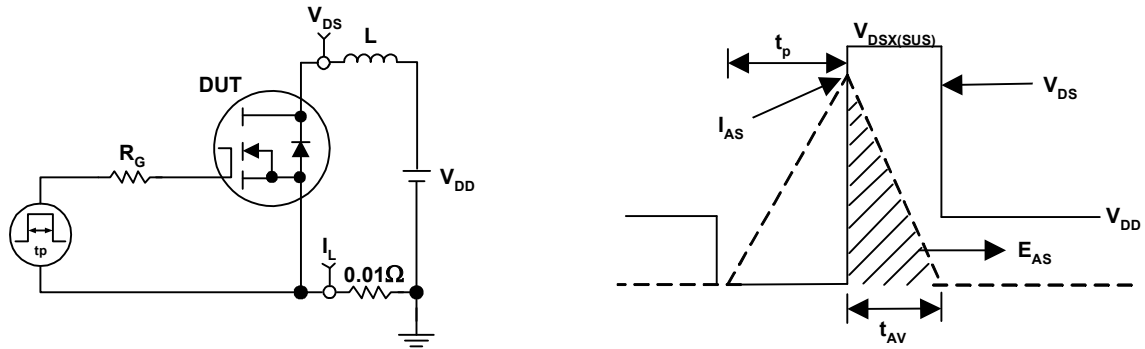 V_DS
L
DUT
R_G
V_DD
tp
I_L
0.01Ω
V_DSX(SUS)
t_p
V_DS
I_AS
V_DD
E_AS
t_AV